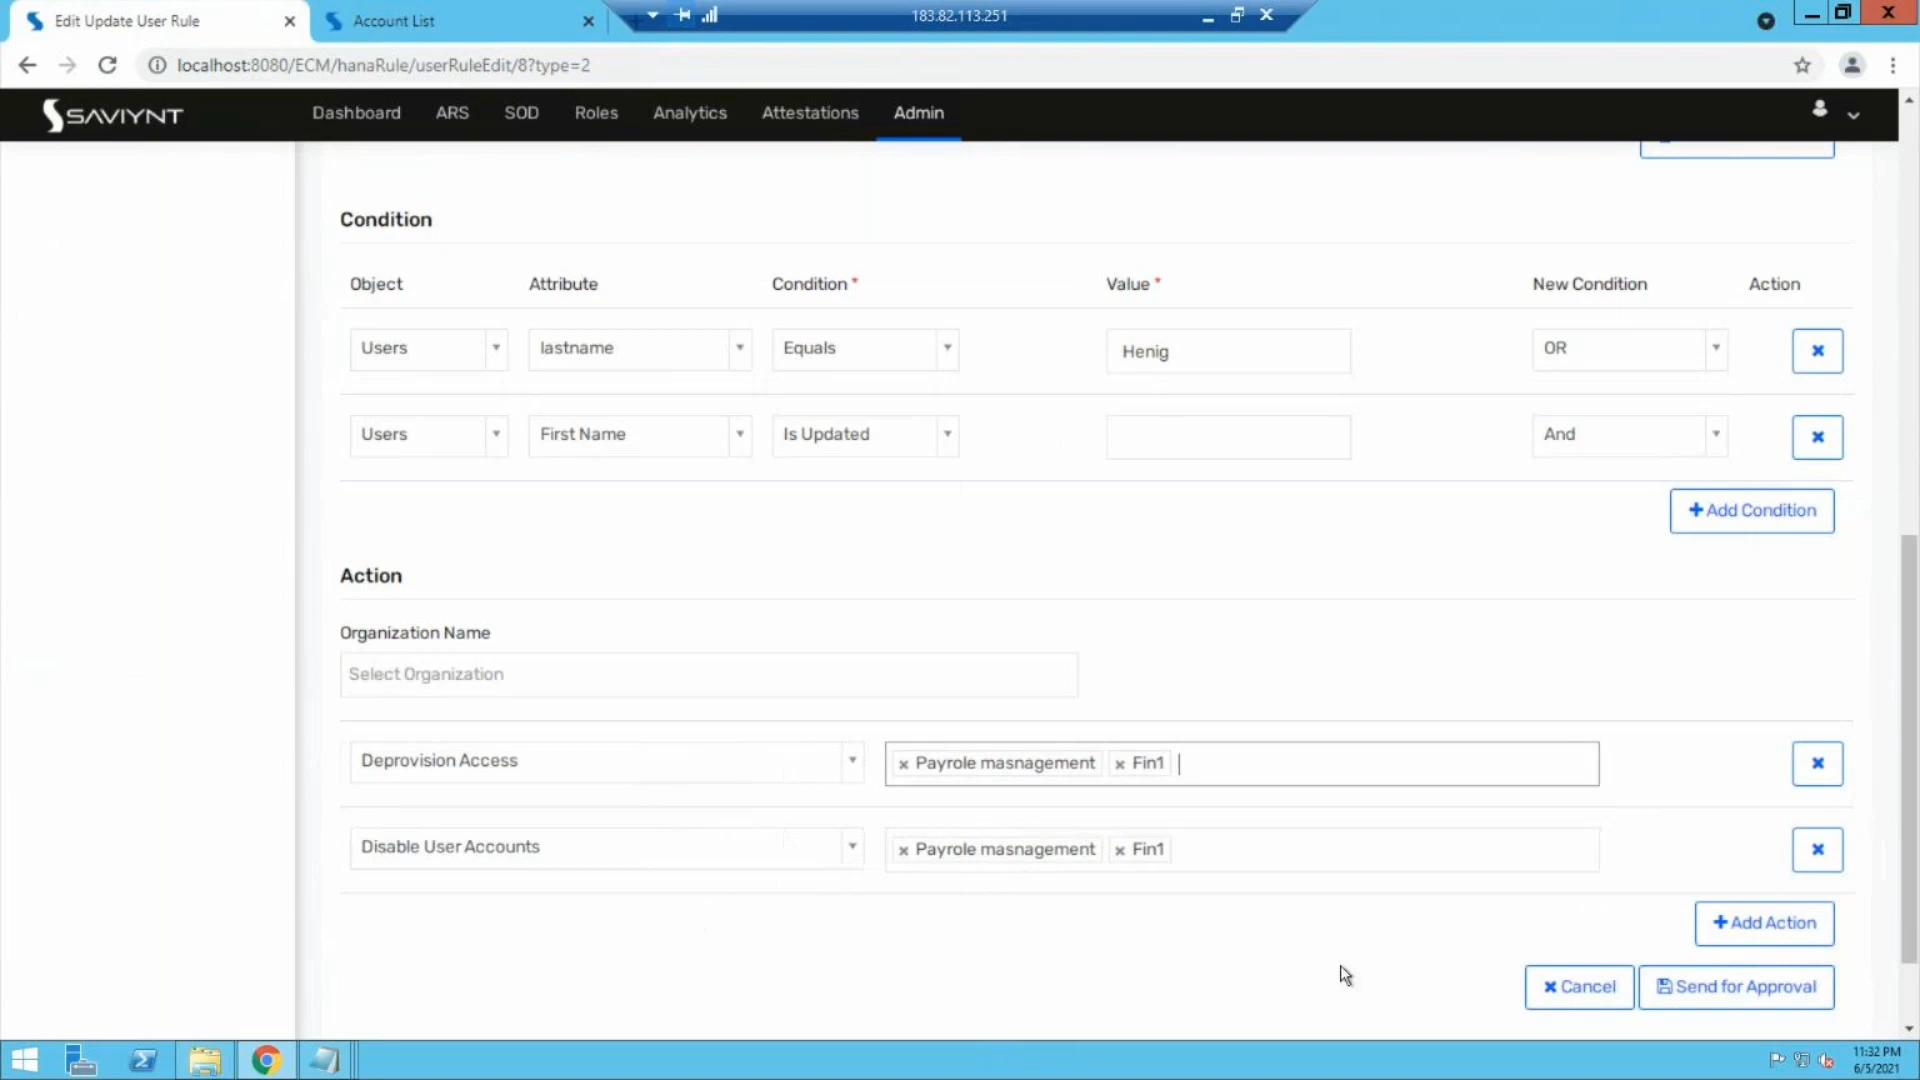 Edit Update User Rule
Account List
183.82.113.251
localhost:8080/ECM/hanaRule/userRuleEdit/8?type=2
SAVIYNT
Dashboard ARS SOD Roles Analytics Attestations Admin
Condition
Object Attribute Condition * Value * New Condition Action
Users lastname Equals Henig OR
Users First Name Is Updated And
Add Condition
Action
Organization Name
Select Organization
Deprovision Access Payrole masnagement Fin1
Disable User Accounts Payrole masnagement Fin1
Add Action
Cancel Send for Approval
11:32 PM
6/5/2021